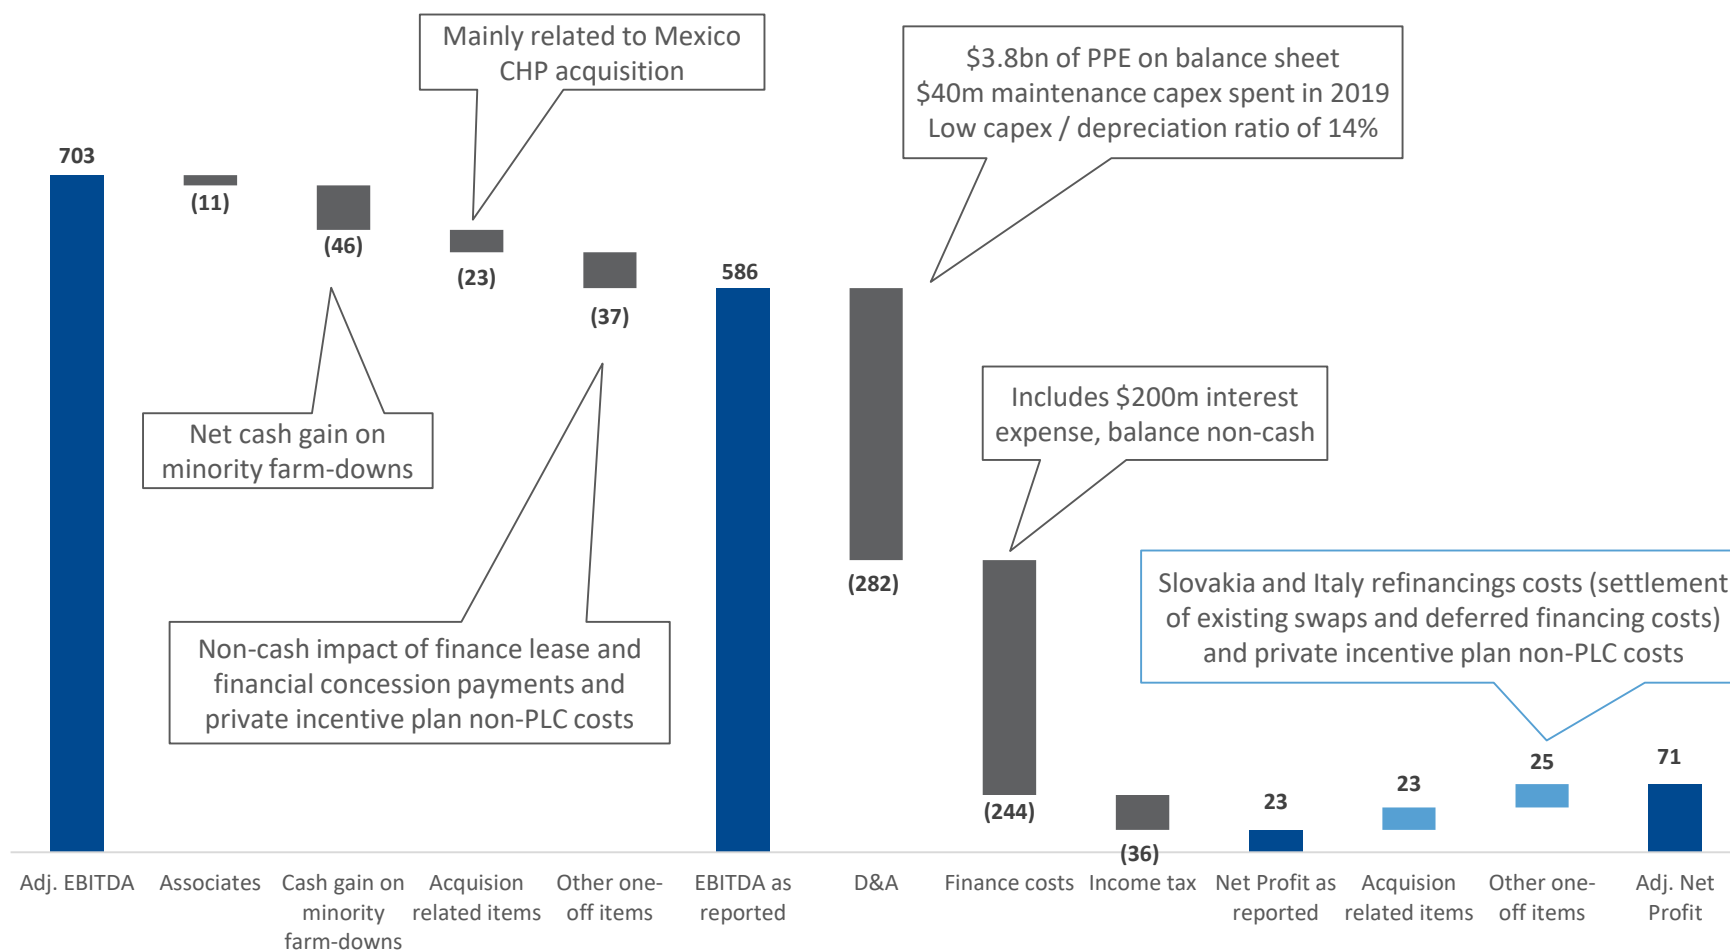 Mainly related to Mexico
CHP acquisition
$3.8bn of PPE on balance sheet
$40m maintenance capex spent in 2019
Low capex / depreciation ratio of 14%
703
(11)
(46)
(23)
(37)
586
(282)
(244)
(36)
23
23
25
71
Net cash gain on
minority farm-downs
Includes $200m interest
expense, balance non-cash
Non-cash impact of finance lease and
financial concession payments and
private incentive plan non-PLC costs
Slovakia and Italy refinancings costs (settlement
of existing swaps and deferred financing costs)
and private incentive plan non-PLC costs
Adj. EBITDA
Associates
Cash gain on
minority
farm-downs
Acquision
related items
Other one-
off items
EBITDA as
reported
D&A
Finance costs
Income tax
Net Profit as
reported
Acquision
related items
Other one-
off items
Adj. Net
Profit